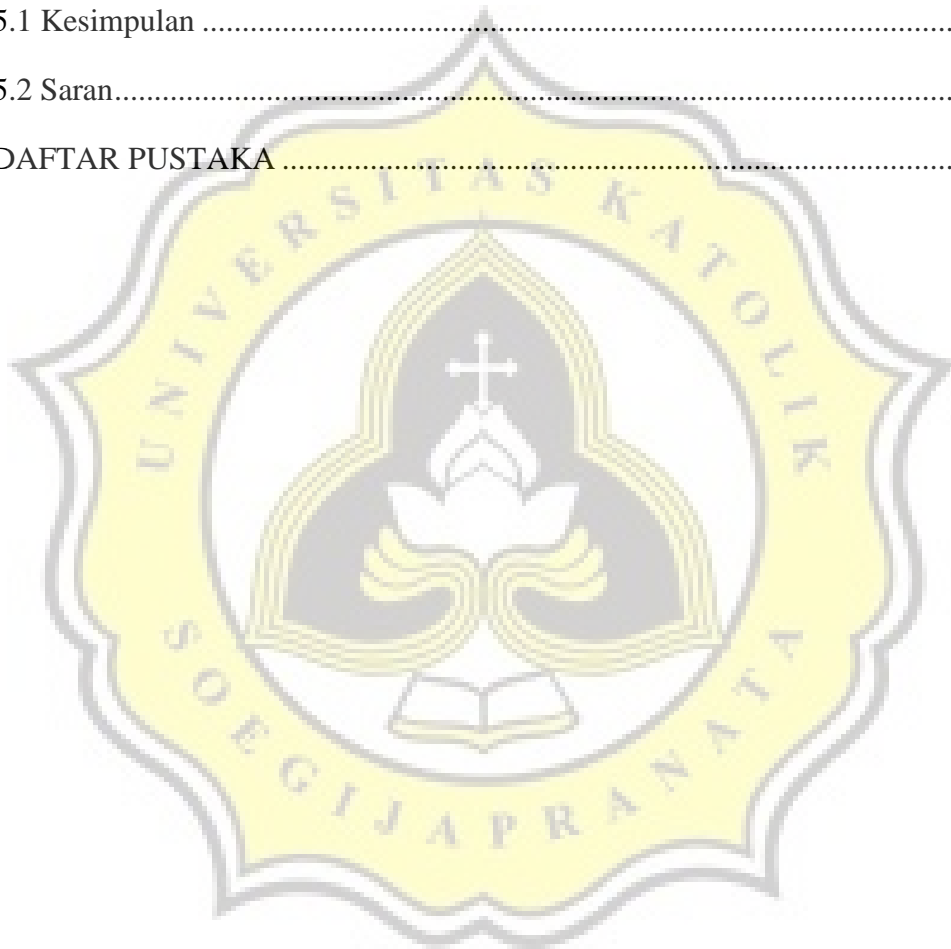 5.1 Kesimpulan ....................................................................................................
5.2 Saran....................................................................................................
DAFTAR PUSTAKA ....................................................................................................
UNIVERSITAS KATOLIK
SOEGIJAPRANATA